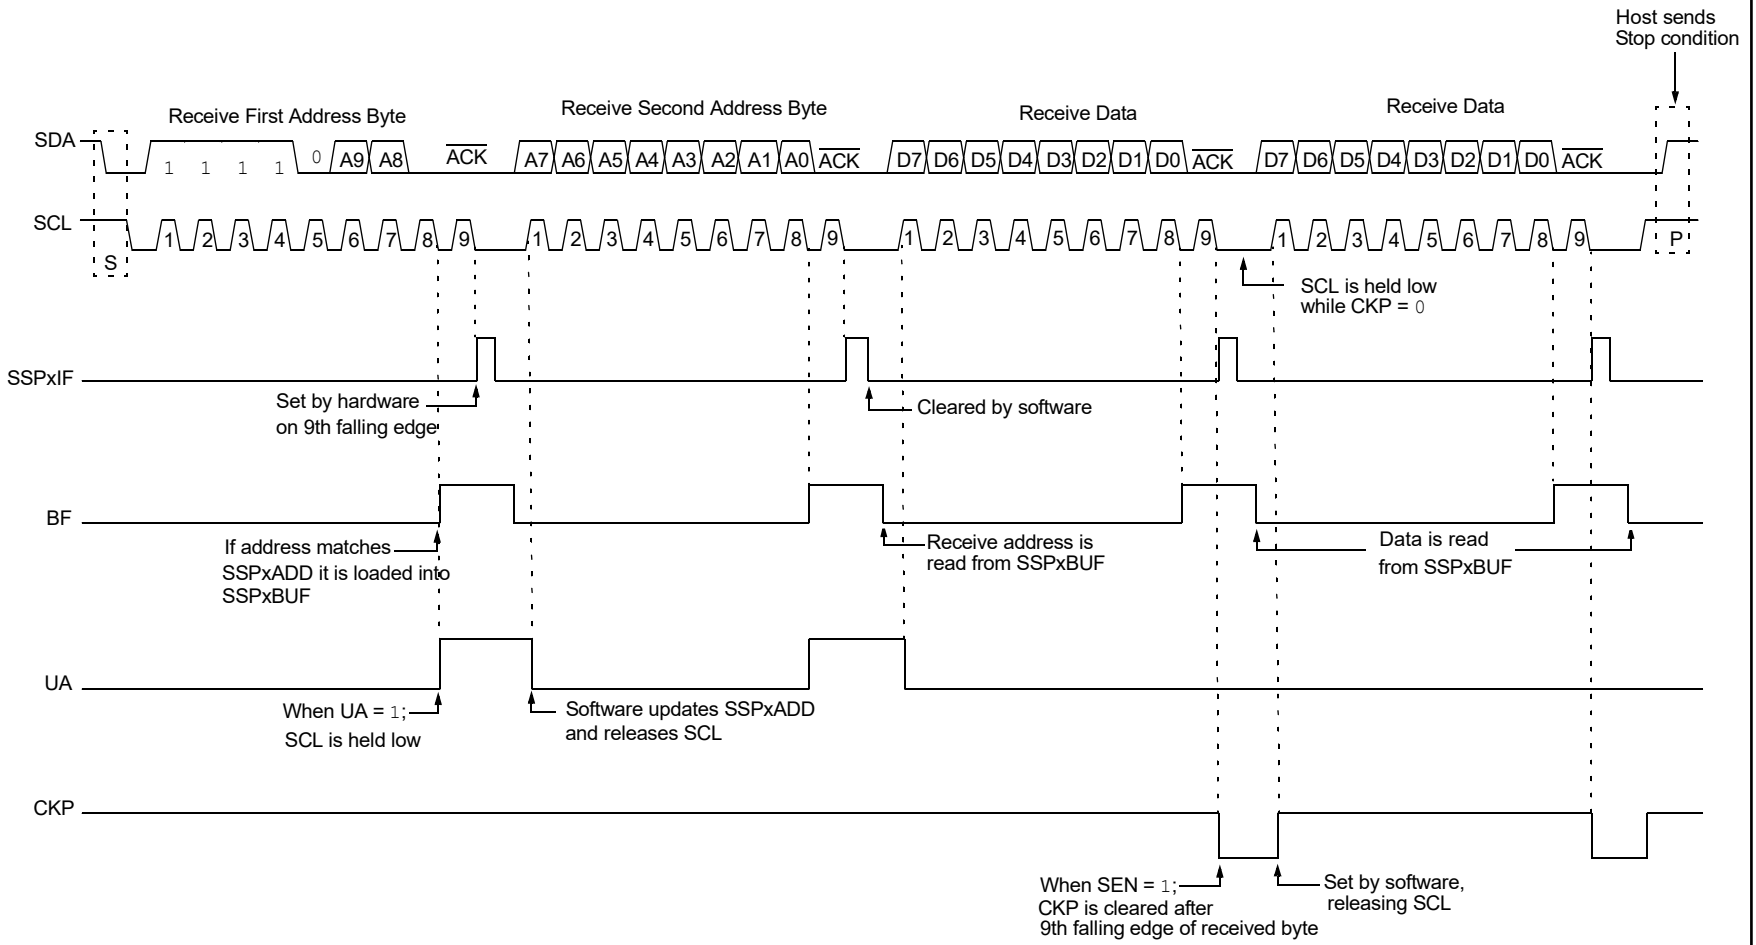 Host sends
Stop condition
Receive First Address Byte
Receive Second Address Byte
Receive Data
Receive Data
SDA
1 1 1 1 0 A9 A8 ACK A7 A6 A5 A4 A3 A2 A1 A0 ACK D7 D6 D5 D4 D3 D2 D1 D0 ACK D7 D6 D5 D4 D3 D2 D1 D0 ACK
SCL
S 1 2 3 4 5 6 7 8 9 1 2 3 4 5 6 7 8 9 1 2 3 4 5 6 7 8 9 1 2 3 4 5 6 7 8 9 P
SCL is held low
while CKP = 0
SSPxIF
Set by hardware
on 9th falling edge
Cleared by software
BF
If address matches
SSPxADD it is loaded into
SSPxBUF
Receive address is
read from SSPxBUF
Data is read
from SSPxBUF
UA
When UA = 1;
SCL is held low
Software updates SSPxADD
and releases SCL
CKP
When SEN = 1;
CKP is cleared after
9th falling edge of received byte
Set by software,
releasing SCL